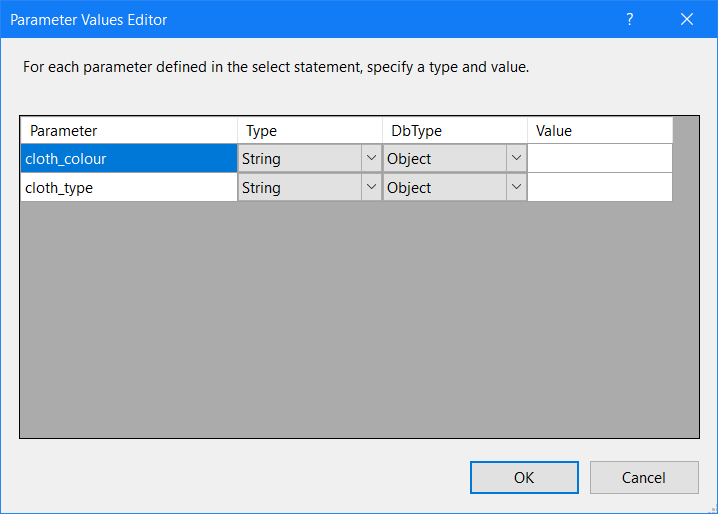 Parameter Values Editor ?
For each parameter defined in the select statement, specify a type and value.
Parameter Type DbType Value
cloth_colour String Object
cloth_type String Object
OK Cancel